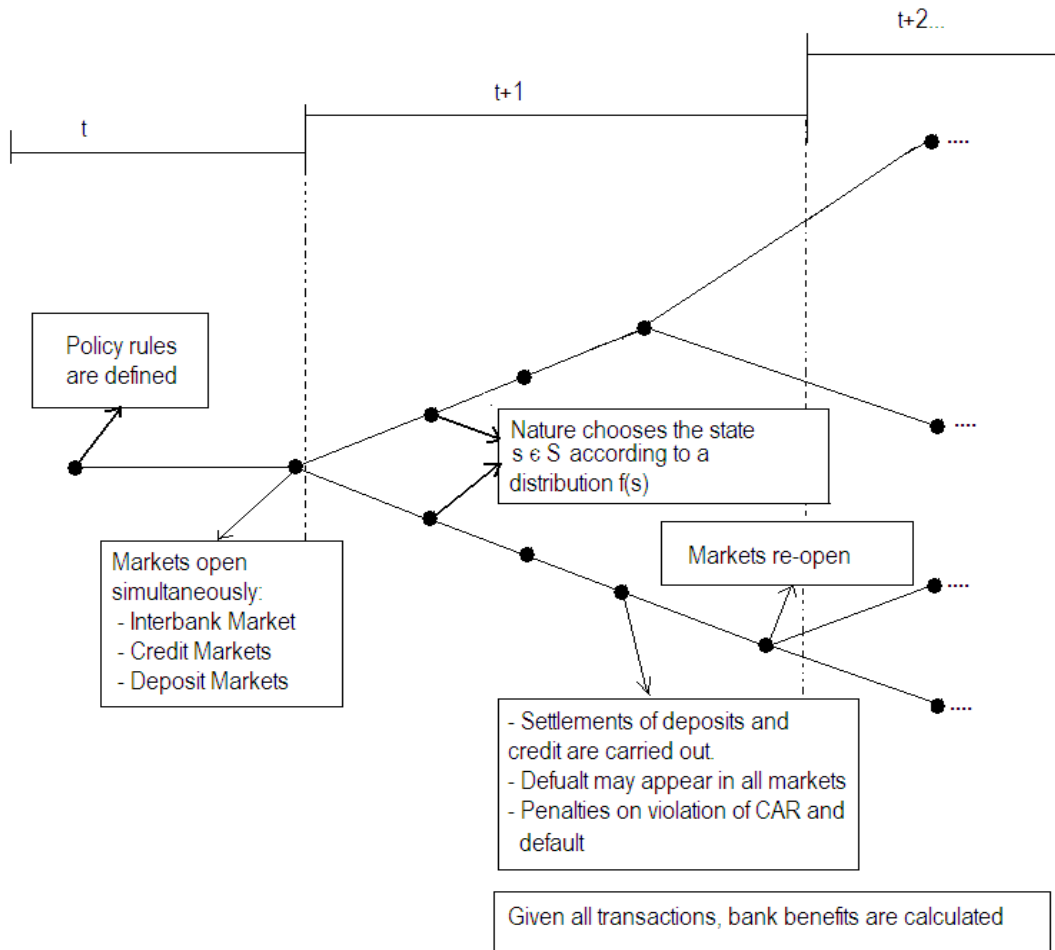 t+2...
t+1
t
....
Policy rules
are defined
....
Nature chooses the state
s ϵ S according to a
distribution f(s)
Markets open
simultaneously:
- Interbank Market
- Credit Markets
- Deposit Markets
Markets re-open
....
....
- Settlements of deposits and
credit are carried out.
- Defualt may appear in all markets
- Penalties on violation of CAR and
default
Given all transactions, bank benefits are calculated